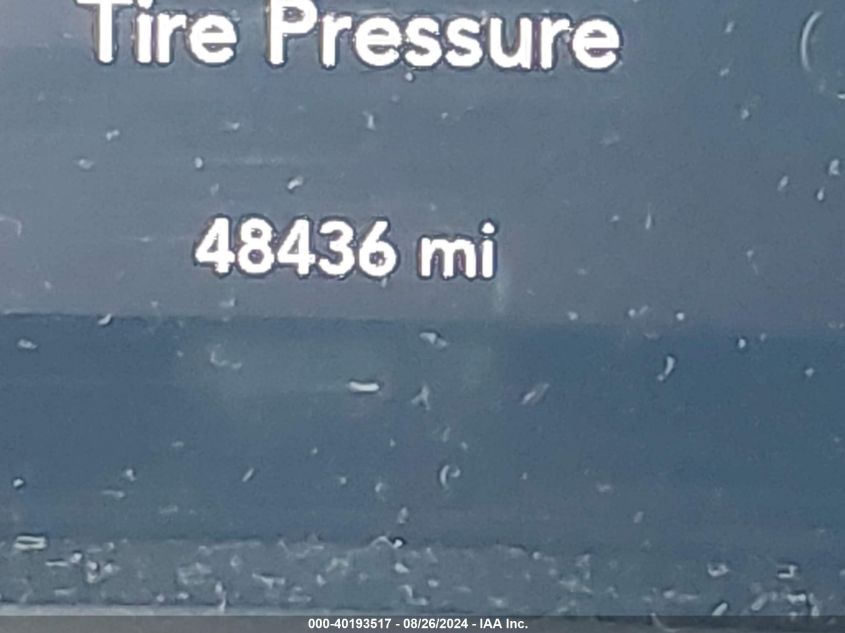 Tire Pressure
48436 mi
000-40193517 - 08/26/2024 - IAA Inc.